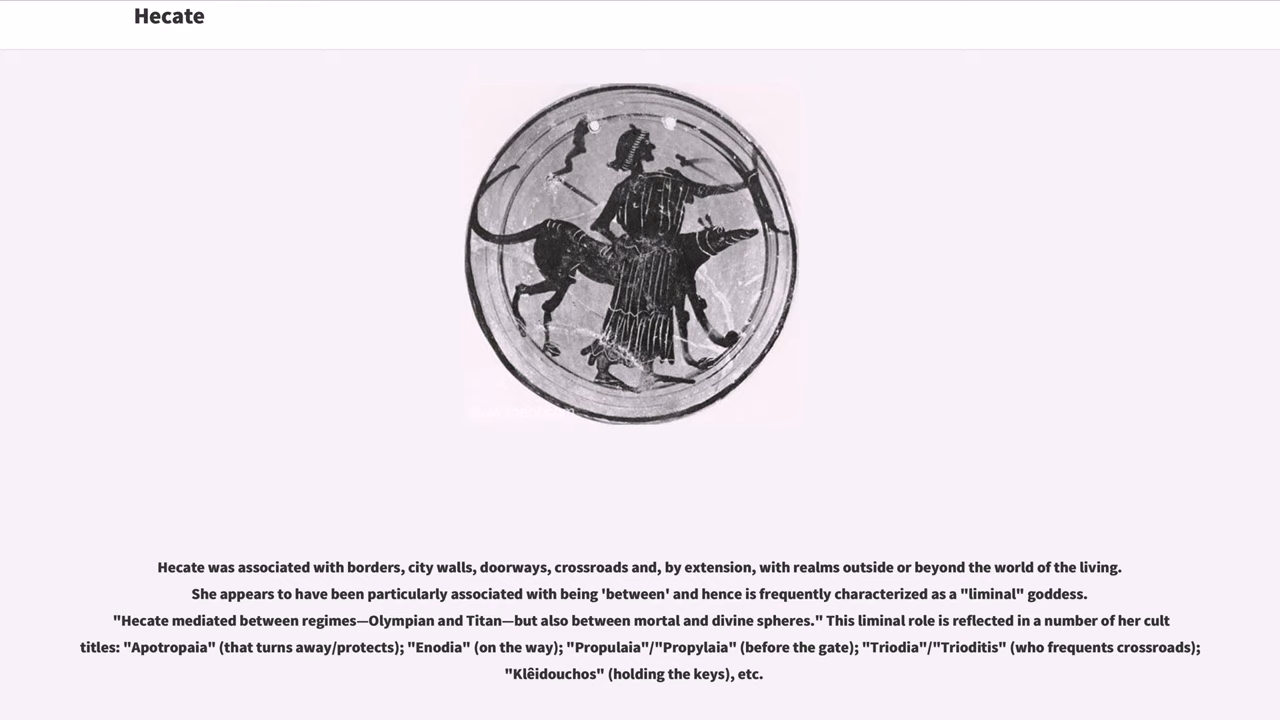 Hecate
Hecate was associated with borders, city walls, doorways, crossroads and, by extension, with realms outside or beyond the world of the living.
She appears to have been particularly associated with being 'between' and hence is frequently characterized as a "liminal" goddess.
"Hecate mediated between regimes—Olympian and Titan—but also between mortal and divine spheres." This liminal role is reflected in a number of her cult
titles: "Apotropaia" (that turns away/protects); "Enodia" (on the way); "Propulaia"/"Propylaia" (before the gate); "Triodia"/"Trioditis" (who frequents crossroads);
"Klêidouchos" (holding the keys), etc.